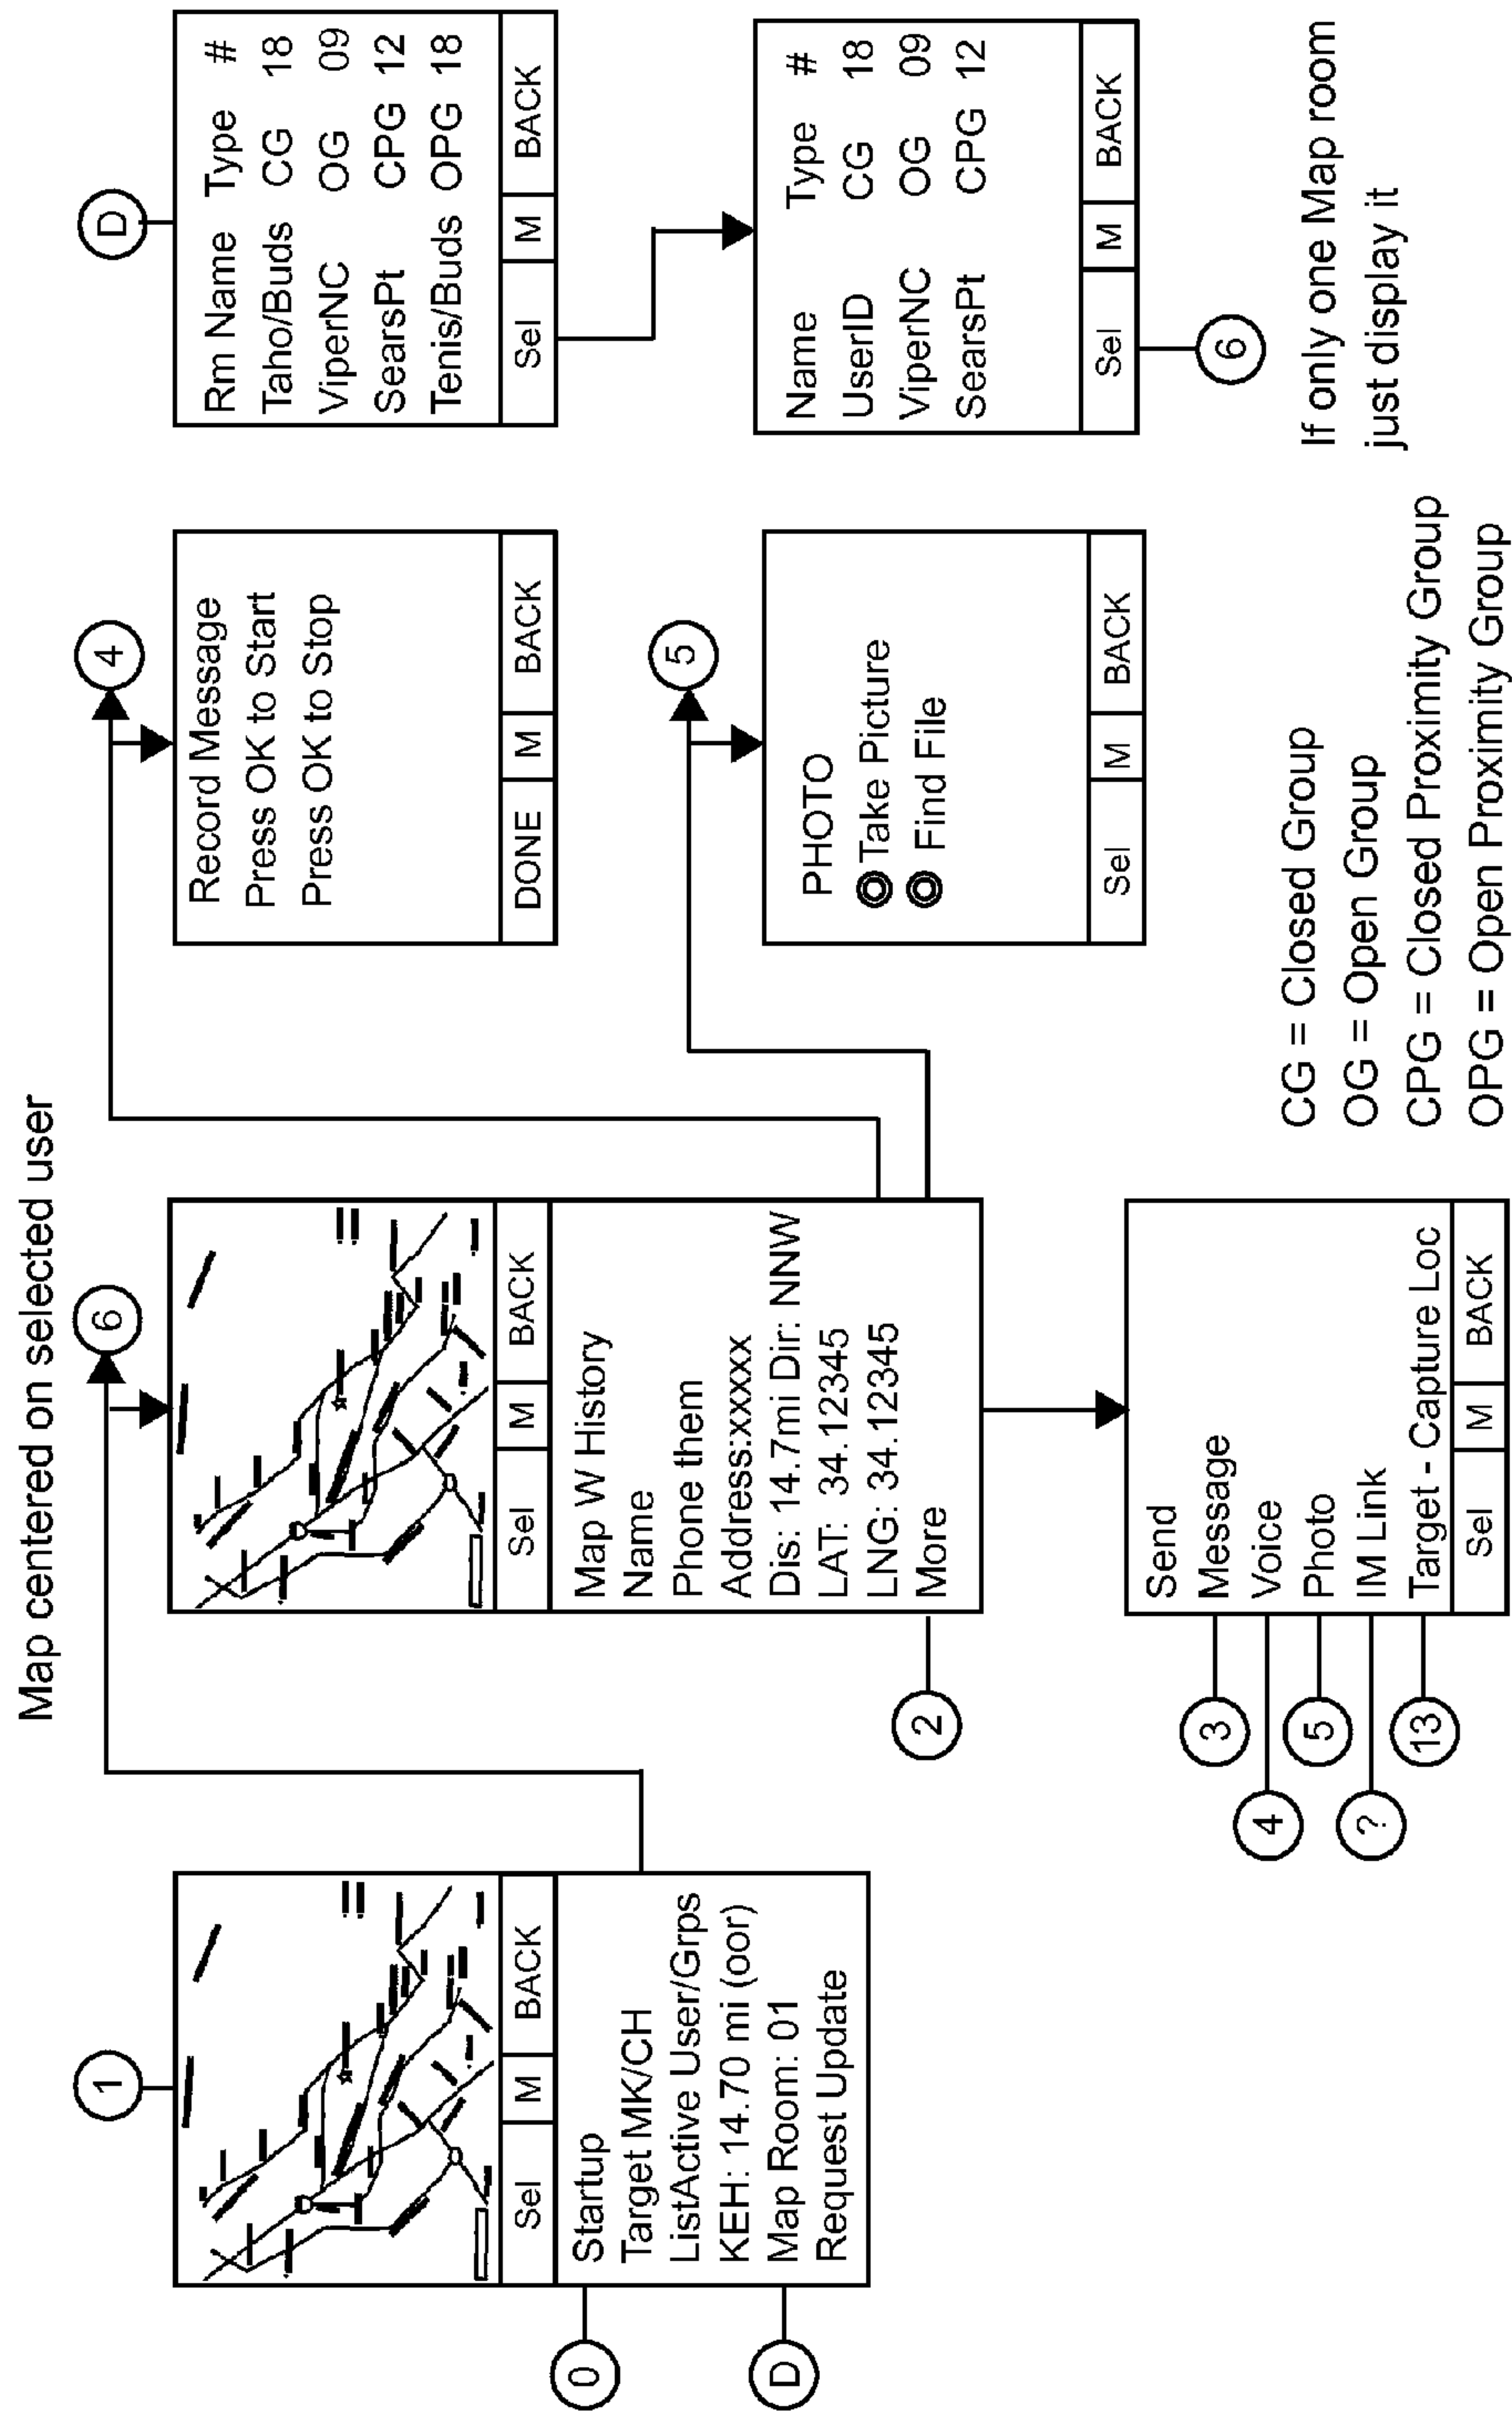 Map centered on selected user
1
Sel M BACK
Startup
Target MK/CH
ListActive User/Grps
KEH: 14.70 mi (oor)
Map Room: 01
Request Update
0
D
6
Sel M BACK
Map W History
Name
Phone them
Address:xxxxx
Dis: 14.7mi Dir: NNW
LAT: 34.12345
LNG: 34.12345
More
2
Send
Message
Voice
Photo
IM Link
Target - Capture Loc
Sel M BACK
3
4
5
?
13
4
Record Message
Press OK to Start
Press OK to Stop
DONE M BACK
5
PHOTO
Take Picture
Find File
Sel M BACK
CG = Closed Group
OG = Open Group
CPG = Closed Proximity Group
OPG = Open Proximity Group
D
Rm Name Type #
Taho/Buds CG 18
ViperNC OG 09
SearsPt CPG 12
Tenis/Buds OPG 18
Sel M BACK
Name Type #
UserID CG 18
ViperNC OG 09
SearsPt CPG 12
Sel M BACK
6
If only one Map room
just display it